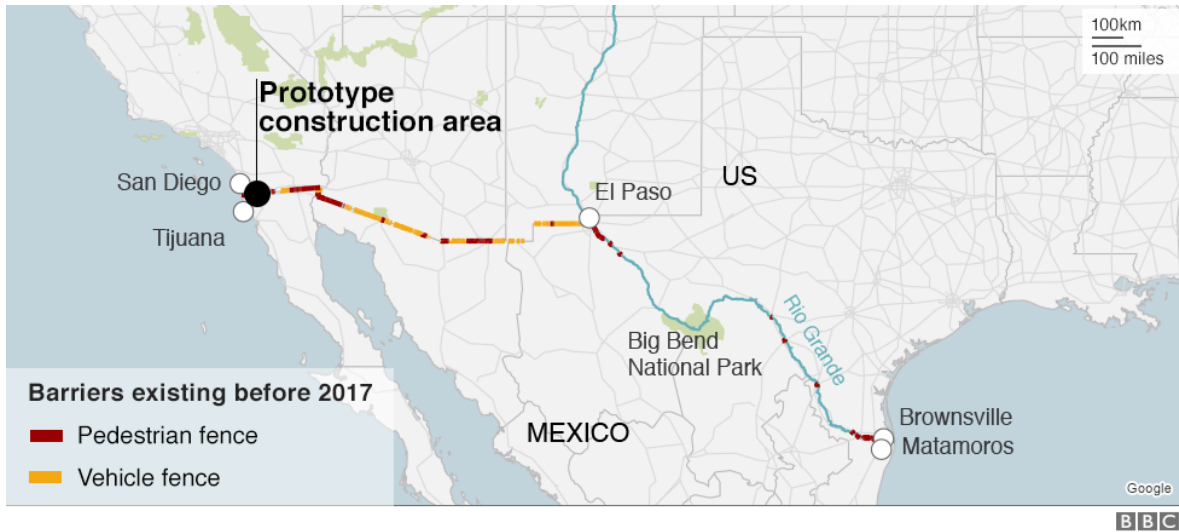 100km
100 miles
Prototype
construction area
San Diego
Tijuana
El Paso
US
Big Bend
National Park
Rio Grande
MEXICO
Brownsville
Matamoros
Barriers existing before 2017
Pedestrian fence
Vehicle fence
Google
BBC